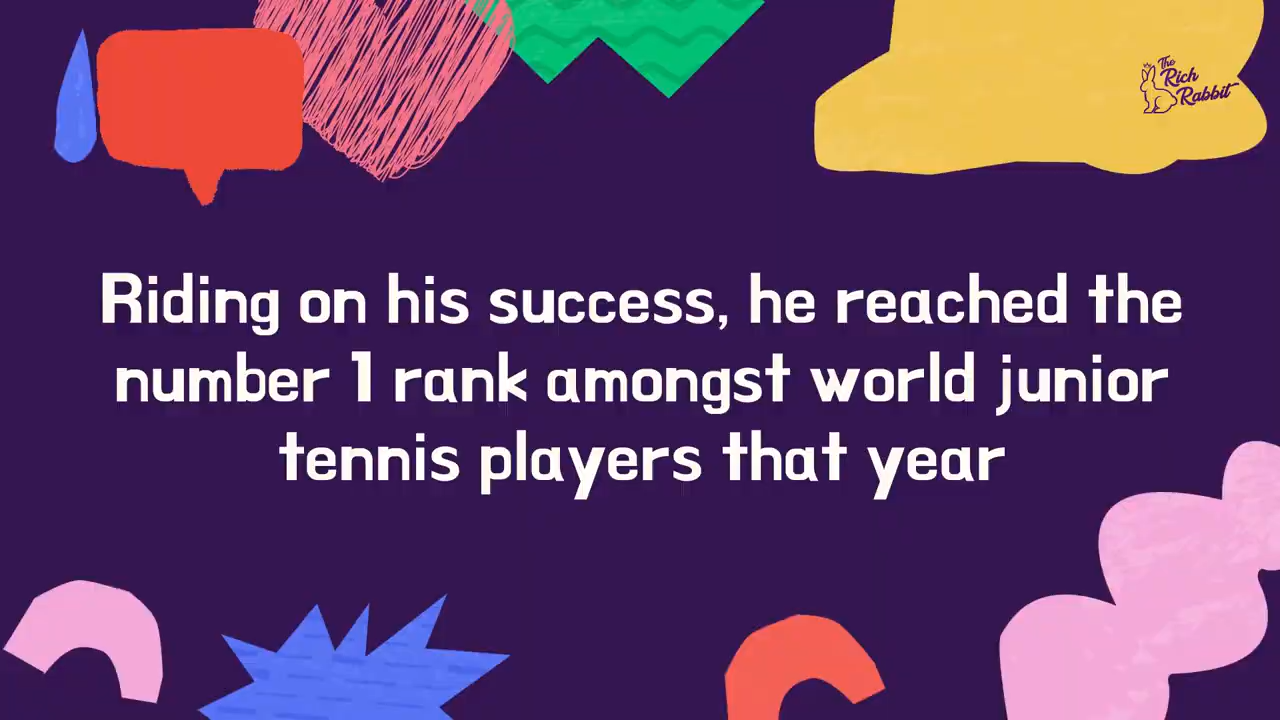 The
Rich
Rabbit
Riding on his success, he reached the
number 1 rank amongst world junior
tennis players that year